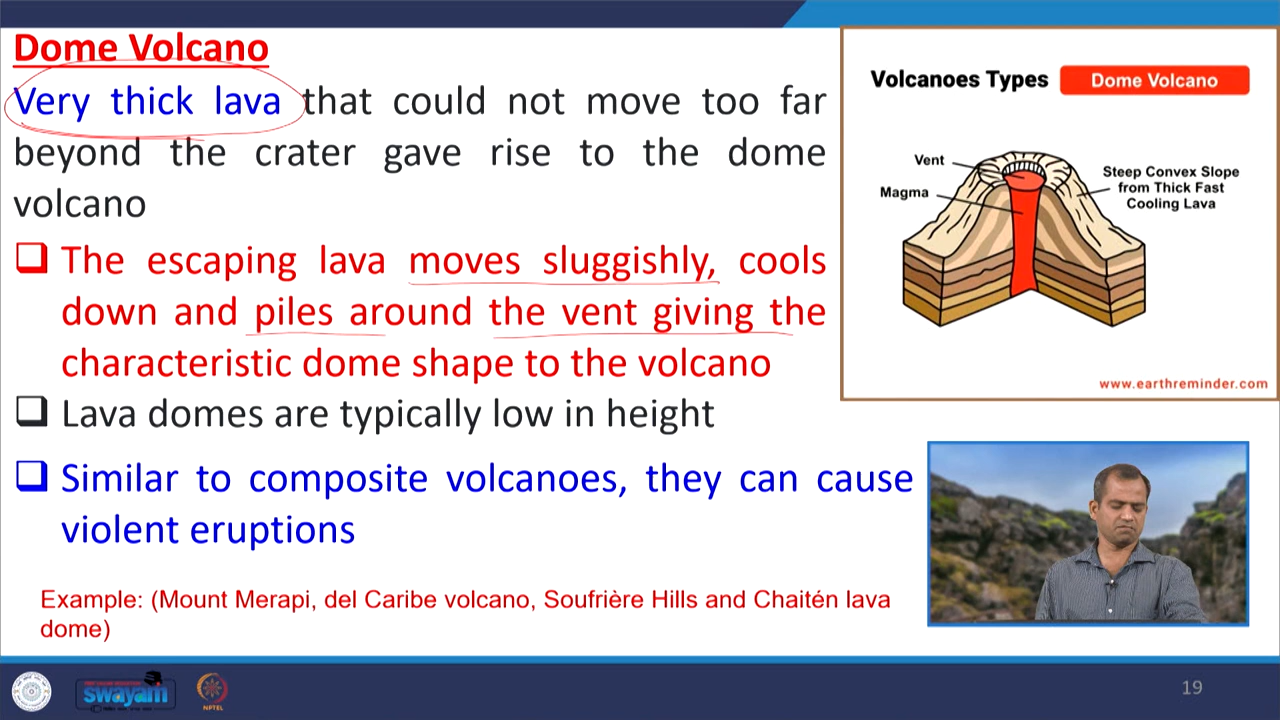 Dome Volcano
Very thick lava that could not move too far
beyond the crater gave rise to the dome
volcano
The escaping lava moves sluggishly, cools
down and piles around the vent giving the
characteristic dome shape to the volcano
Lava domes are typically low in height
Similar to composite volcanoes, they can cause
violent eruptions
Example: (Mount Merapi, del Caribe volcano, Soufrière Hills and Chaitén lava
dome)
Volcanoes Types Dome Volcano
Vent
Magma
Steep Convex Slope
from Thick Fast
Cooling Lava
www.earthreminder.com
swayam
NPTEL
19